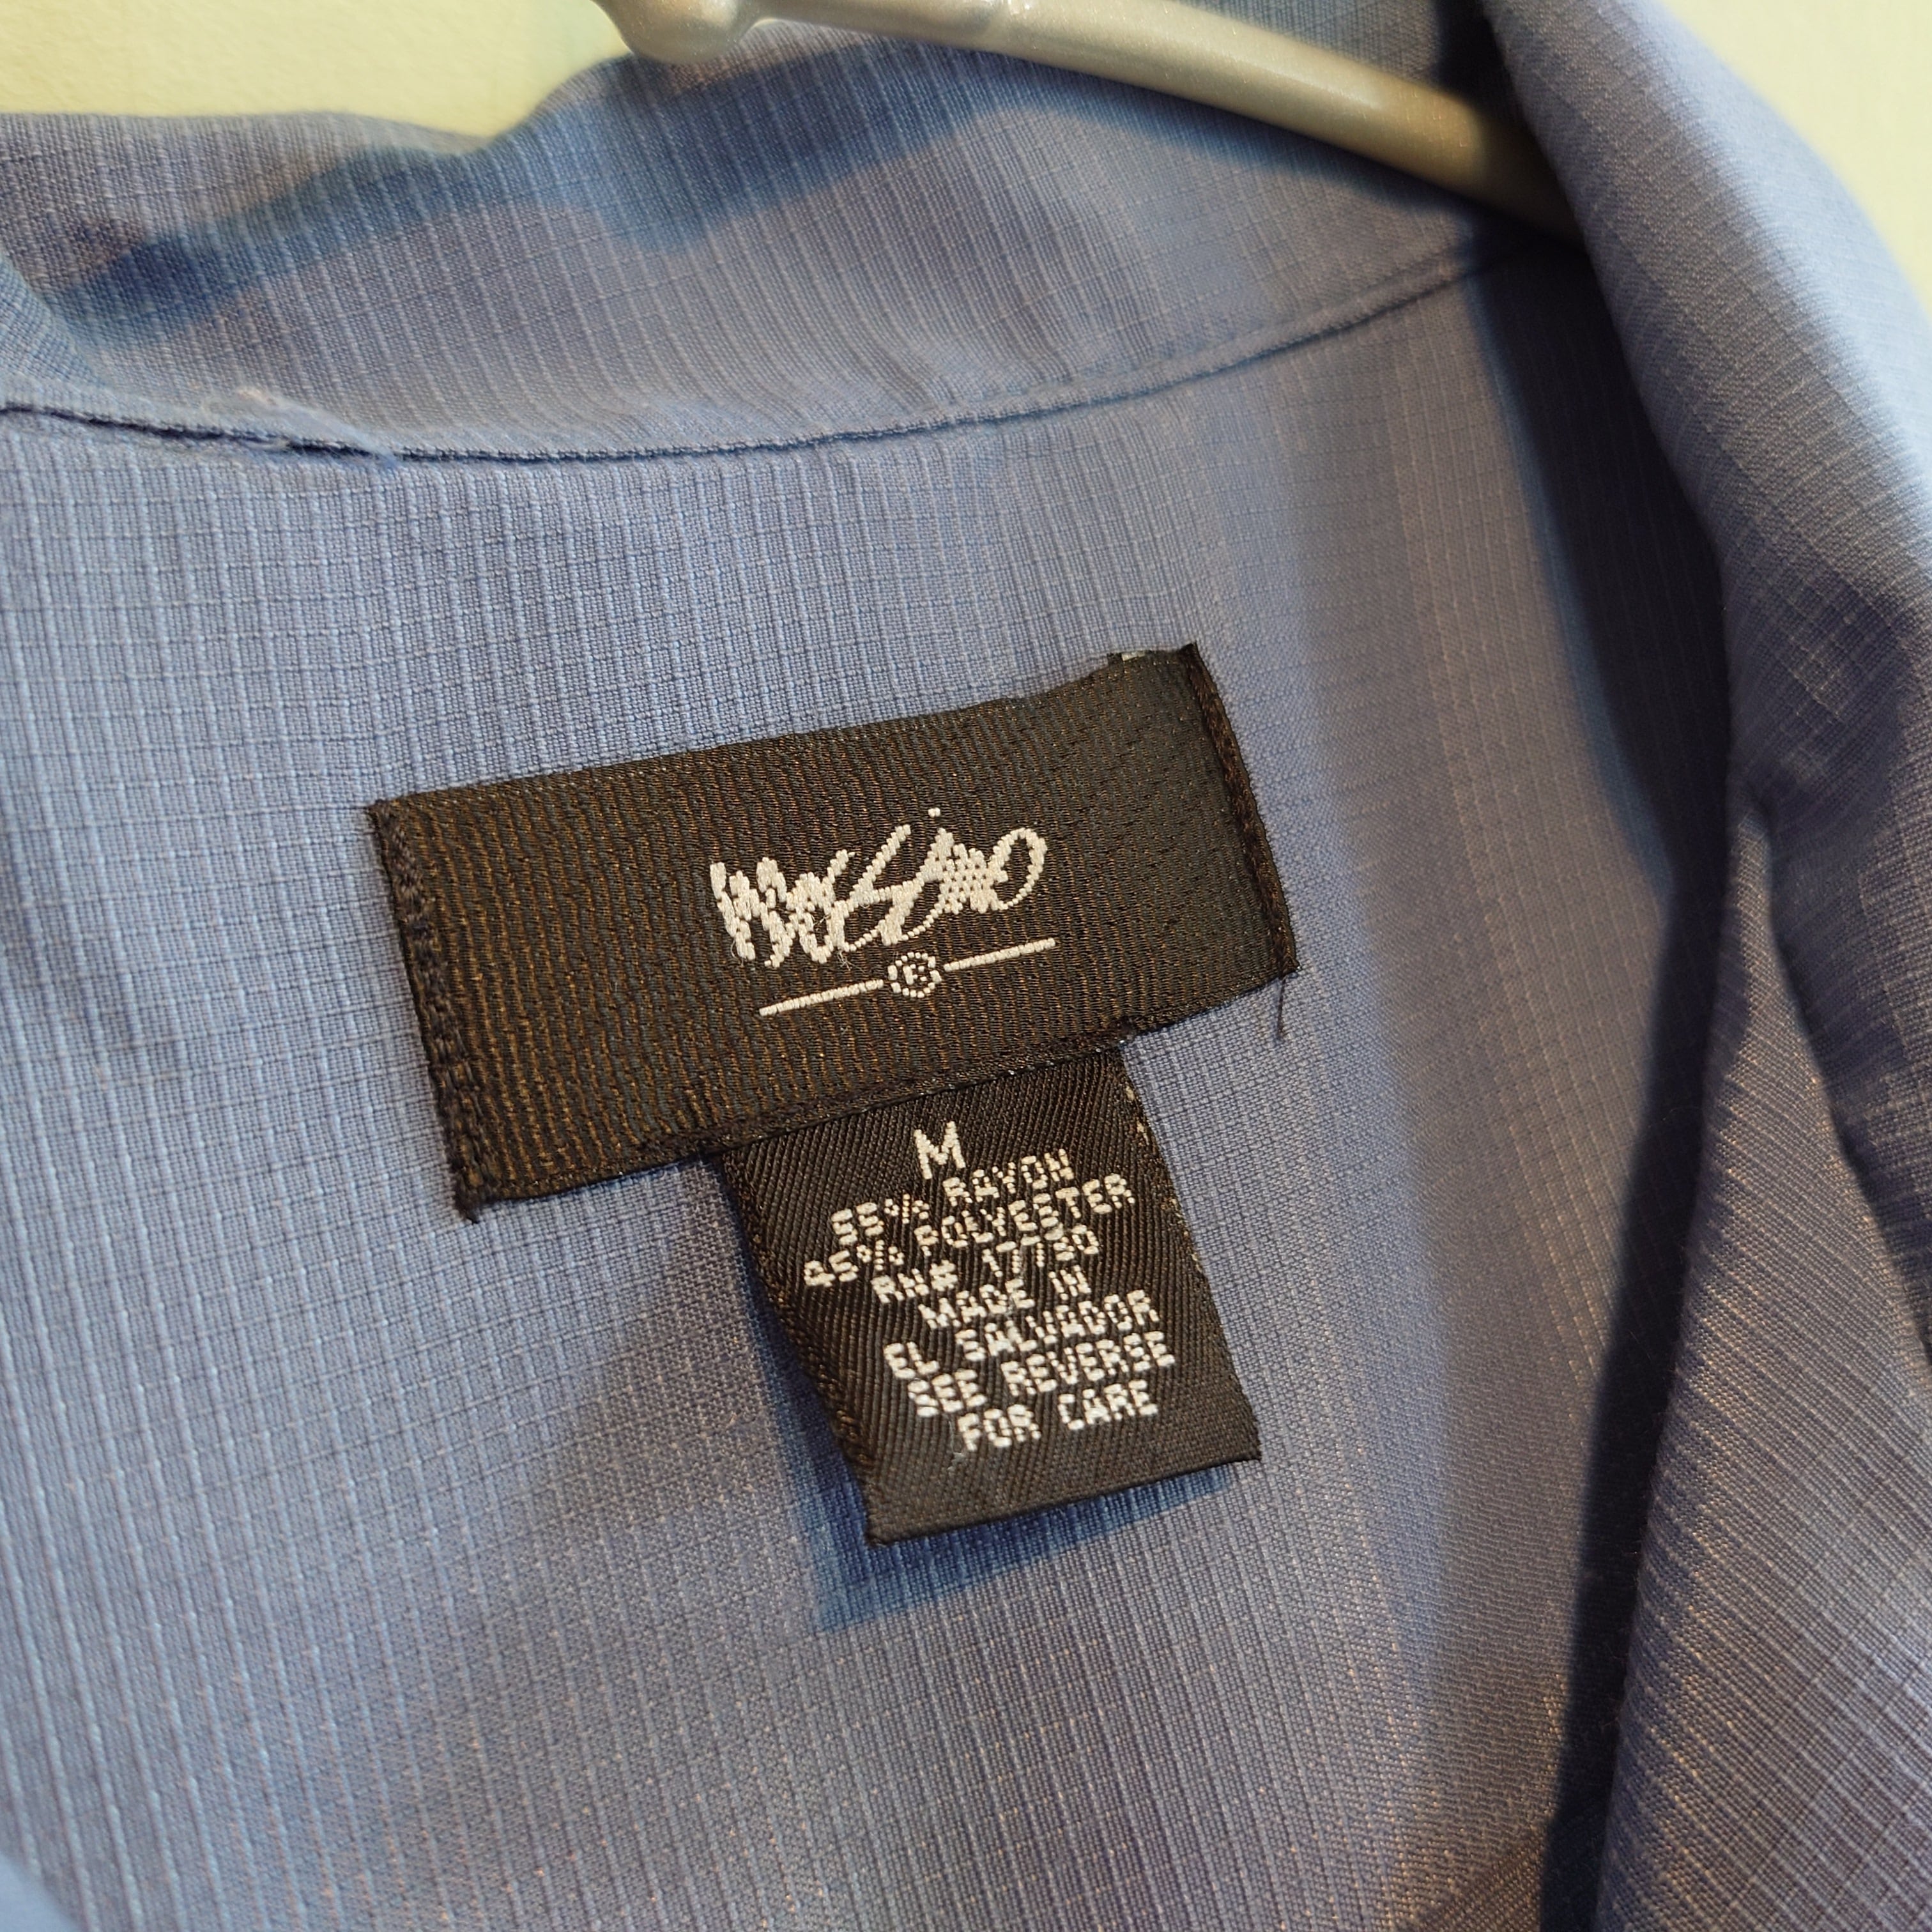 Mossimo
®
M
55% RAYON
45% POLYESTER
RN# 17730
MADE IN
EL SALVADOR
SEE REVERSE
FOR CARE